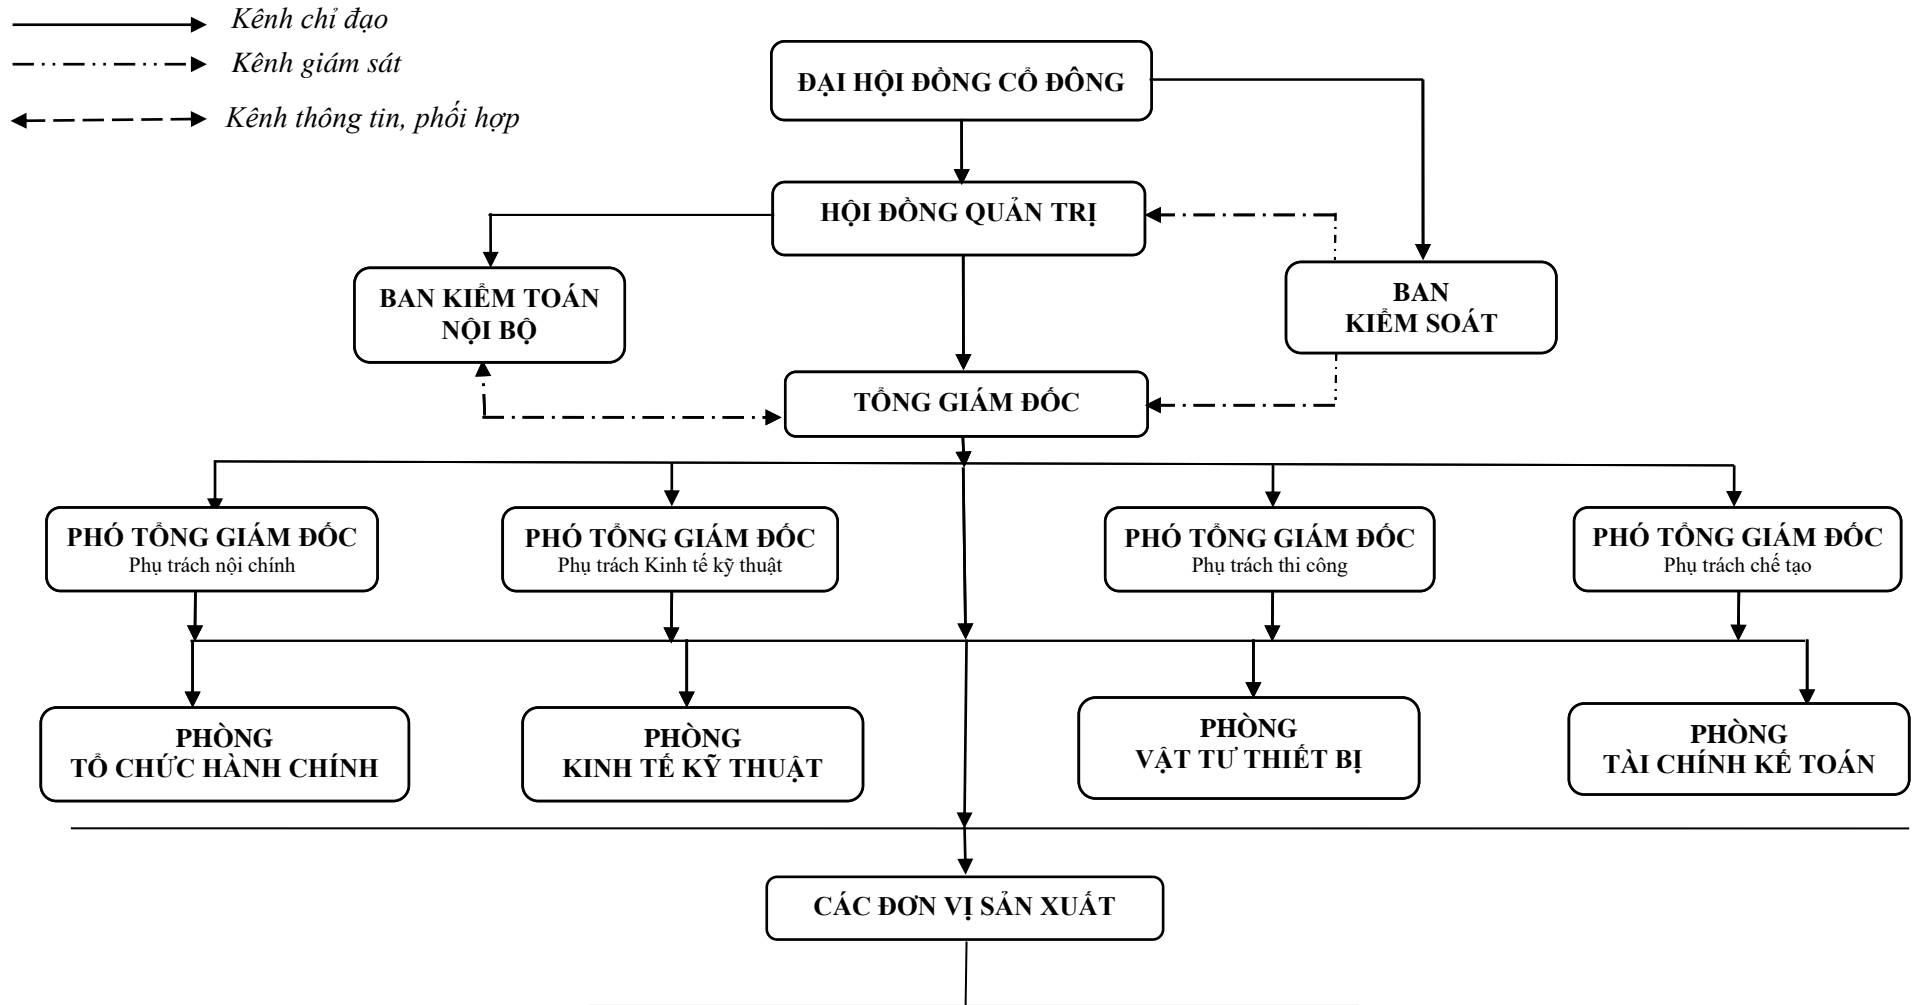 Kênh chỉ đạo
Kênh giám sát
Kênh thông tin, phối hợp
ĐẠI HỘI ĐỒNG CỔ ĐÔNG
HỘI ĐỒNG QUẢN TRỊ
BAN KIỂM TOÁN
NỘI BỘ
BAN
KIỂM SOÁT
TỔNG GIÁM ĐỐC
PHÓ TỔNG GIÁM ĐỐC
Phụ trách nội chính
PHÓ TỔNG GIÁM ĐỐC
Phụ trách Kinh tế kỹ thuật
PHÓ TỔNG GIÁM ĐỐC
Phụ trách thi công
PHÓ TỔNG GIÁM ĐỐC
Phụ trách chế tạo
PHÒNG
TỔ CHỨC HÀNH CHÍNH
PHÒNG
KINH TẾ KỸ THUẬT
PHÒNG
VẬT TƯ THIẾT BỊ
PHÒNG
TÀI CHÍNH KẾ TOÁN
CÁC ĐƠN VỊ SẢN XUẤT